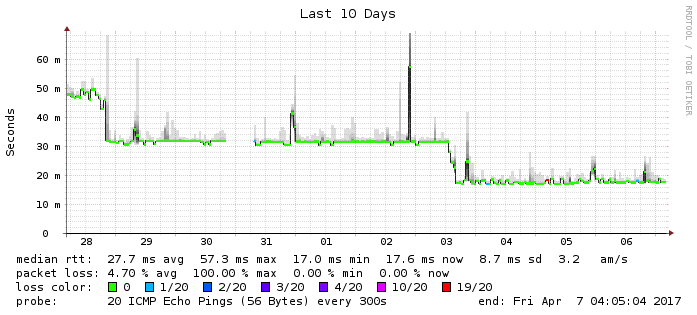 Last 10 Days
RRDTOOL / TOBI OETIKER
Seconds
60 m
50 m
40 m
30 m
20 m
10 m
0
28 29 30 31 01 02 03 04 05 06
median rtt: 27.7 ms avg 57.3 ms max 17.0 ms min 17.6 ms now 8.7 ms sd 3.2 am/s
packet loss: 4.70 % avg 100.00 % max 0.00 % min 0.00 % now
loss color: 0 1/20 2/20 3/20 4/20 10/20 19/20
probe: 20 ICMP Echo Pings (56 Bytes) every 300s end: Fri Apr 7 04:05:04 2017